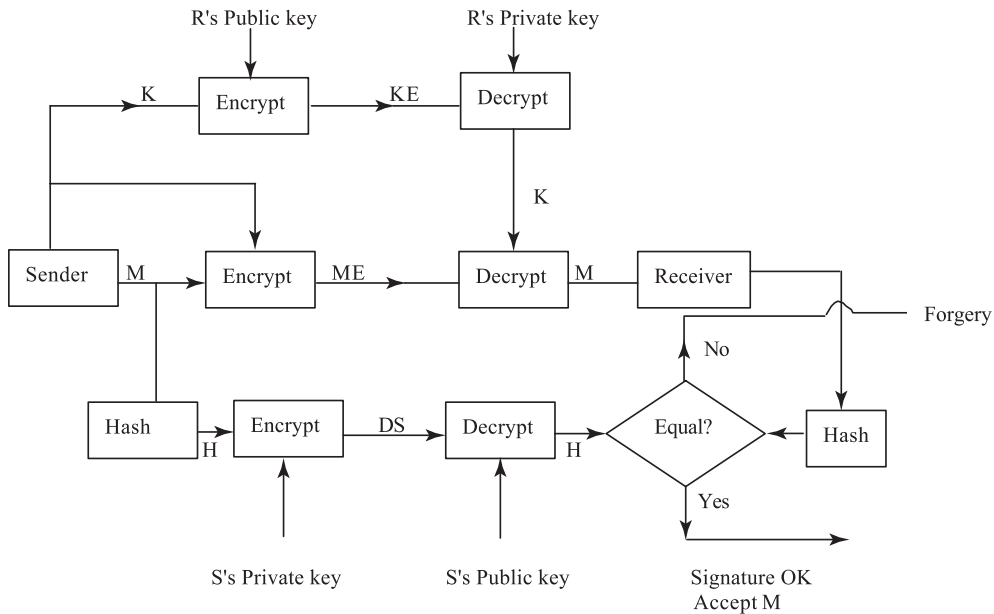 R's Public key
R's Private key
K
Encrypt
KE
Decrypt
K
Sender
M
Encrypt
ME
Decrypt
M
Receiver
Forgery
No
Hash
H
Encrypt
DS
Decrypt
H
Equal?
Hash
Yes
S's Private key
S's Public key
Signature OK
Accept M